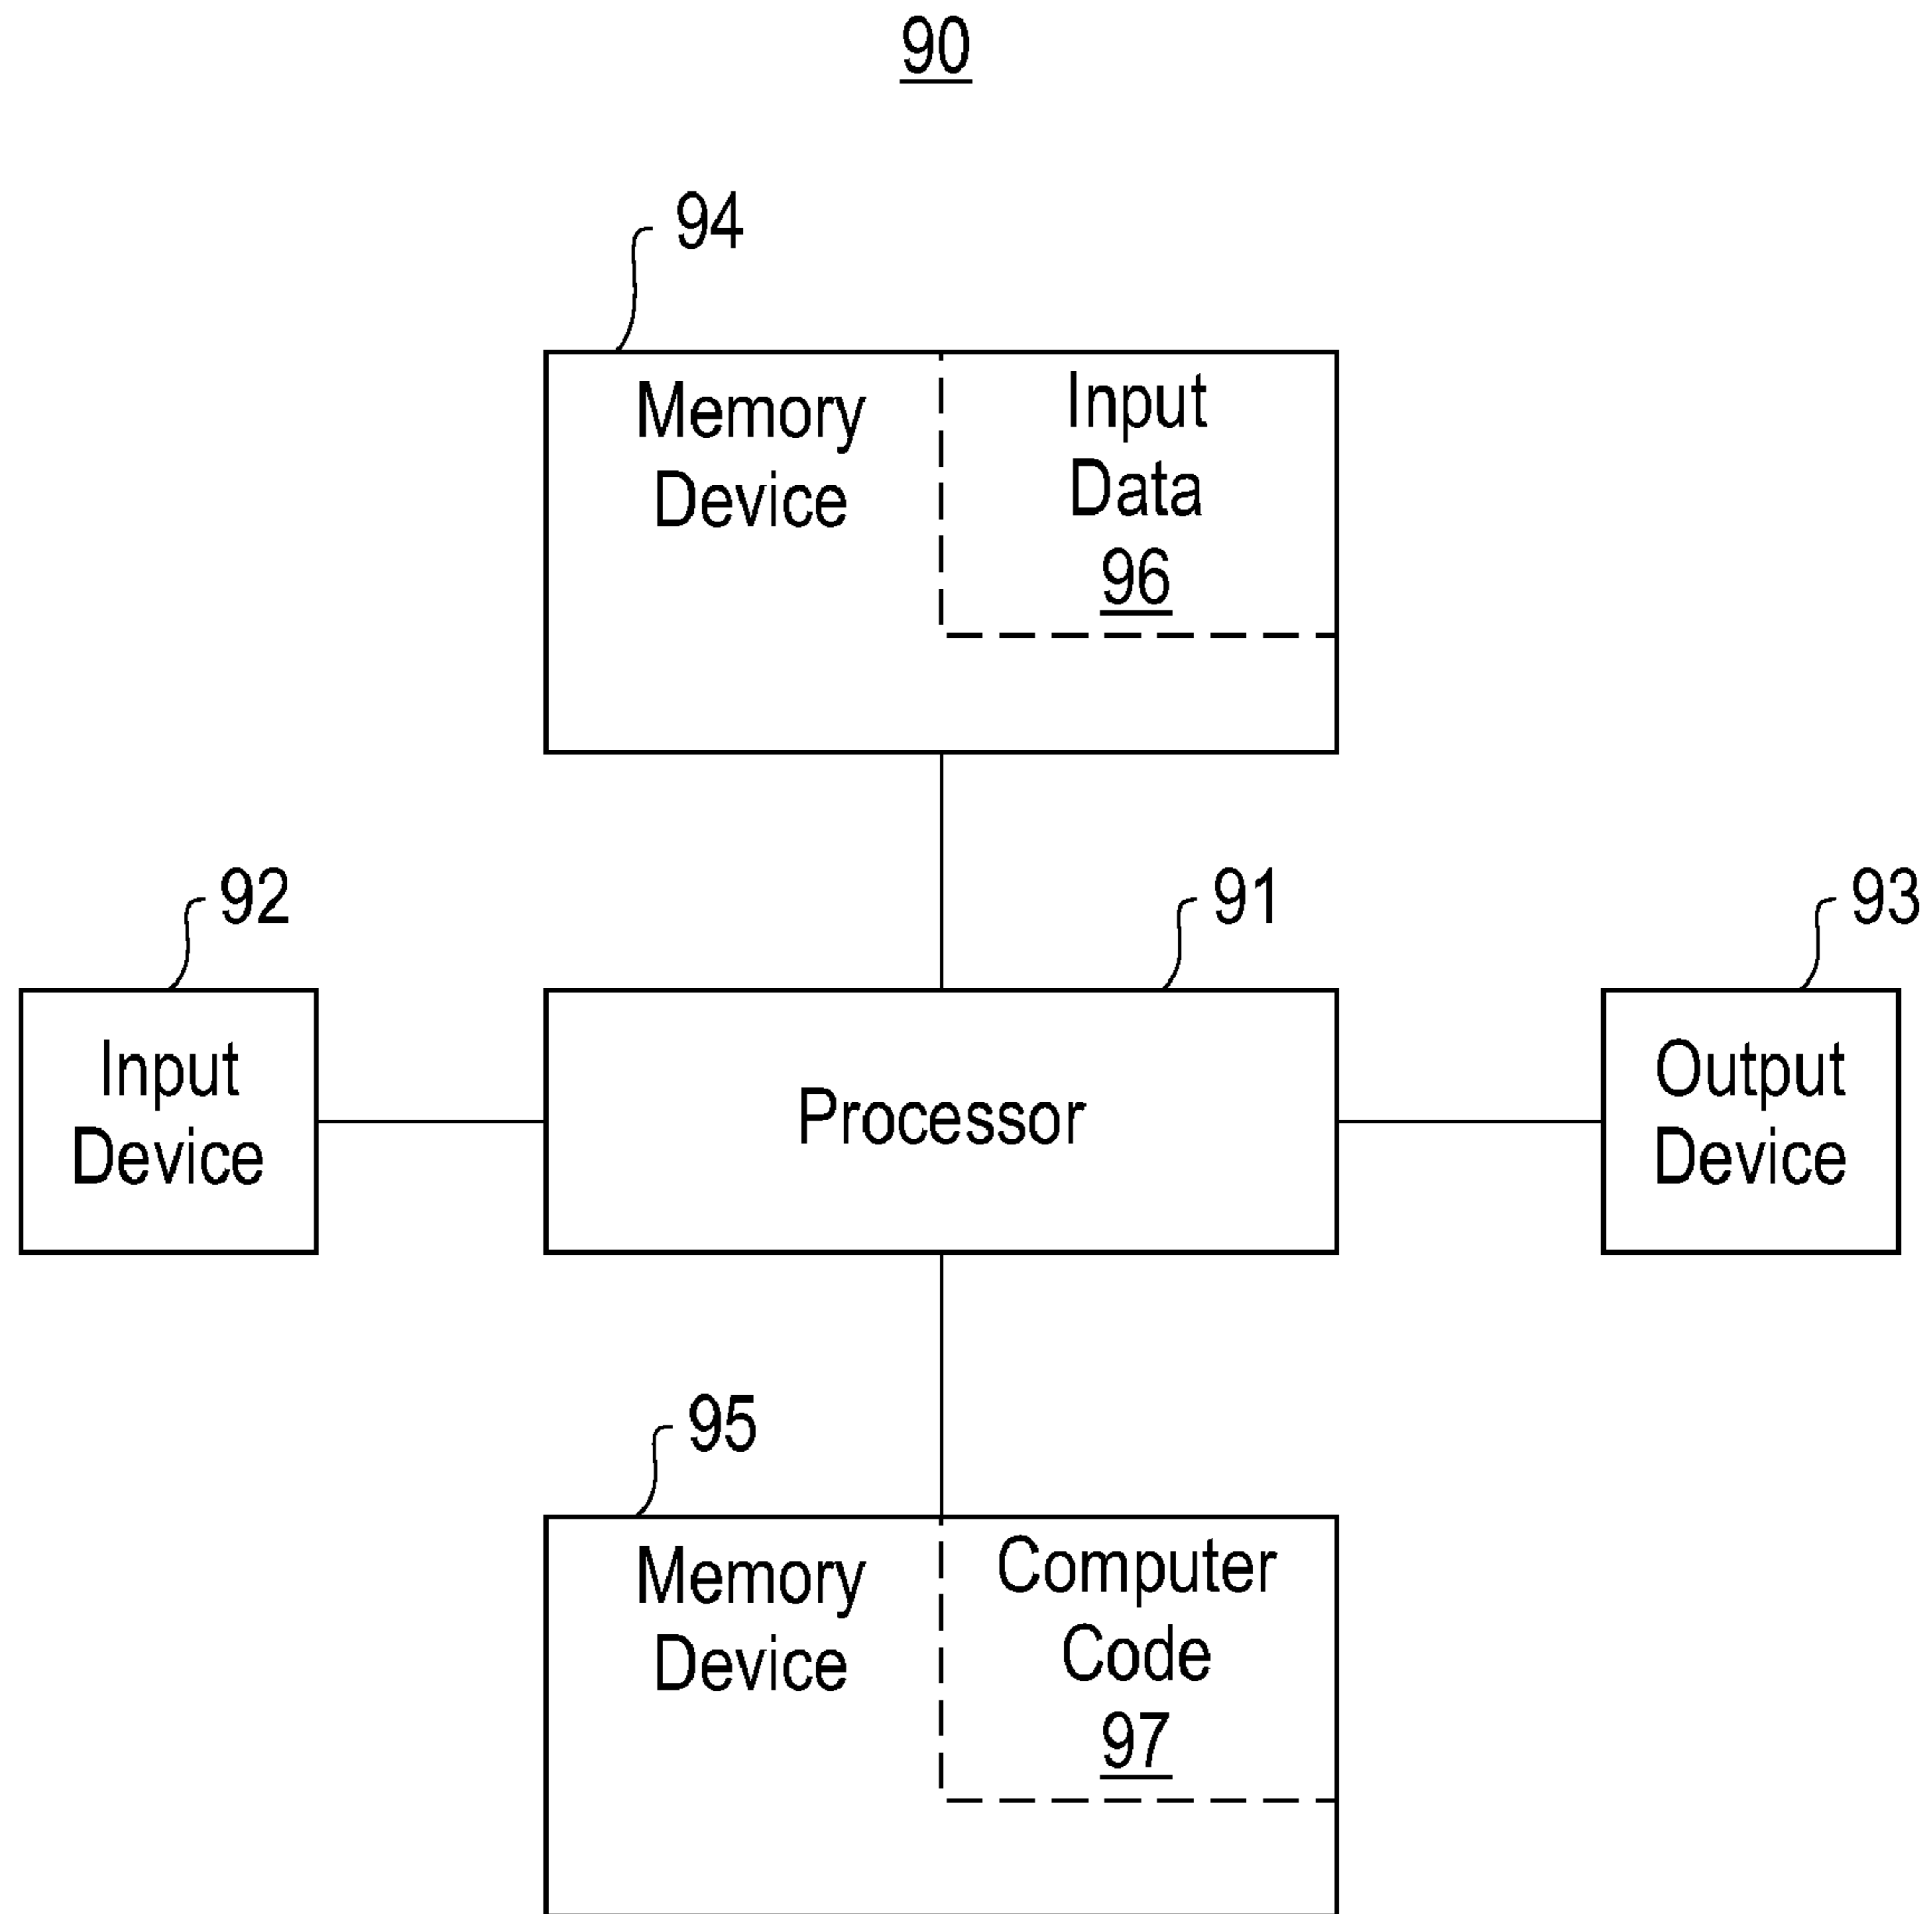 90
94
Memory
Device
Input
Data
96
92
91
93
Input
Device
Processor
Output
Device
95
Memory
Device
Computer
Code
97